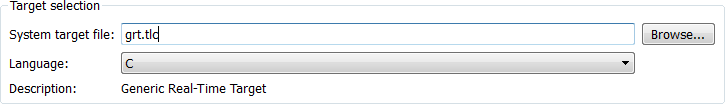 Target selection
System target file: grt.tlc Browse...
Language: C
Description: Generic Real-Time Target